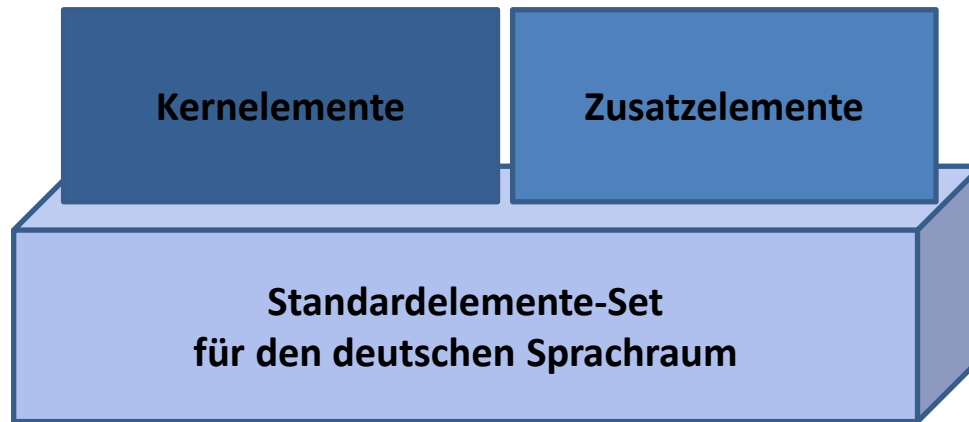 Kernelemente
Zusatzelemente
Standardelemente-Set
für den deutschen Sprachraum